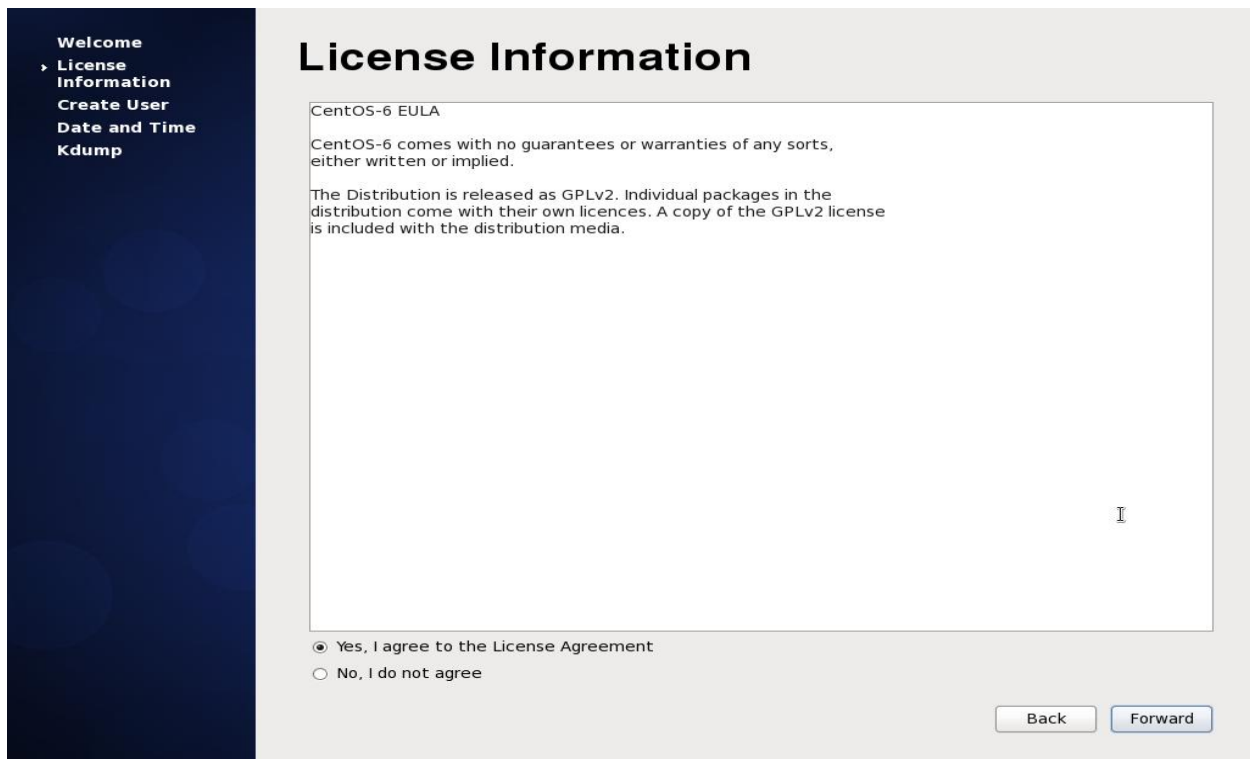 Welcome
License
Information
Create User
Date and Time
Kdump
License Information
CentOS-6 EULA
CentOS-6 comes with no guarantees or warranties of any sorts,
either written or implied.
The Distribution is released as GPLv2. Individual packages in the
distribution come with their own licences. A copy of the GPLv2 license
is included with the distribution media.
Yes, I agree to the License Agreement
No, I do not agree
Back
Forward